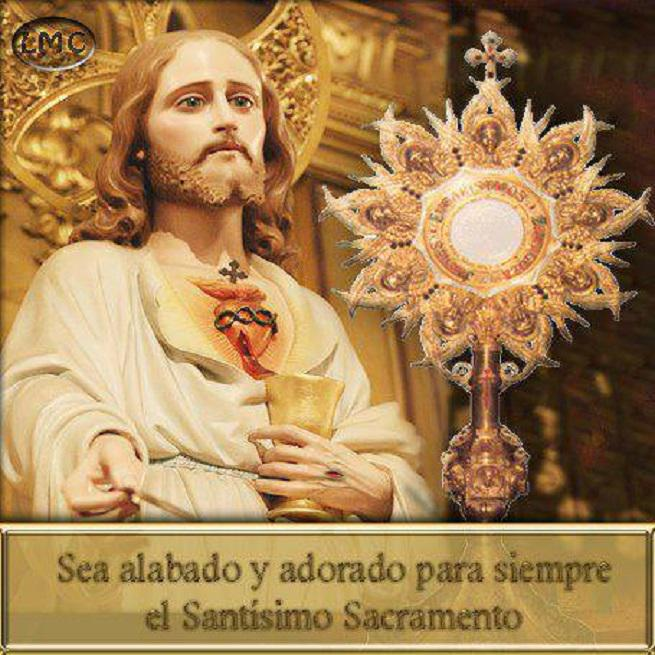 LMC
Sea alabado y adorado para siempre
el Santísimo Sacramento